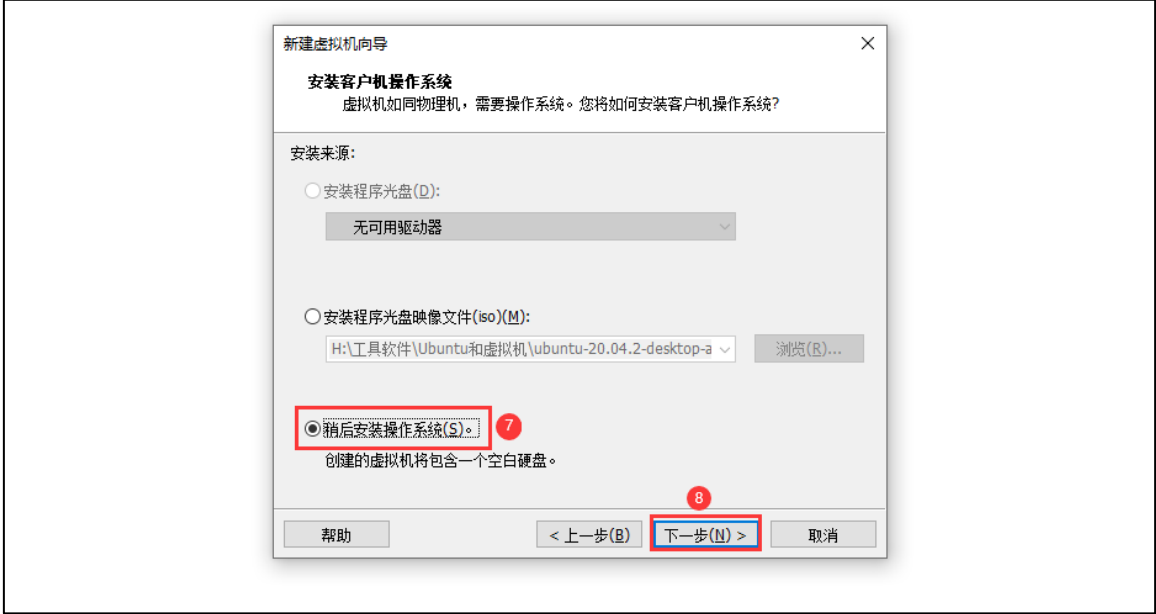 新建虚拟机向导
安装客户机操作系统
虚拟机如同物理机，需要操作系统。您将如何安装客户机操作系统?
安装来源:
安装程序光盘(D):
无可用驱动器
安装程序光盘映像文件(iso)(M):
H:\工具软件\Ubuntu和虚拟机\ubuntu-20.04.2-desktop-a
浏览(R)...
稍后安装操作系统(S)。
7
创建的虚拟机将包含一个空白硬盘。
8
帮助
< 上一步(B)
下一步(N) >
取消